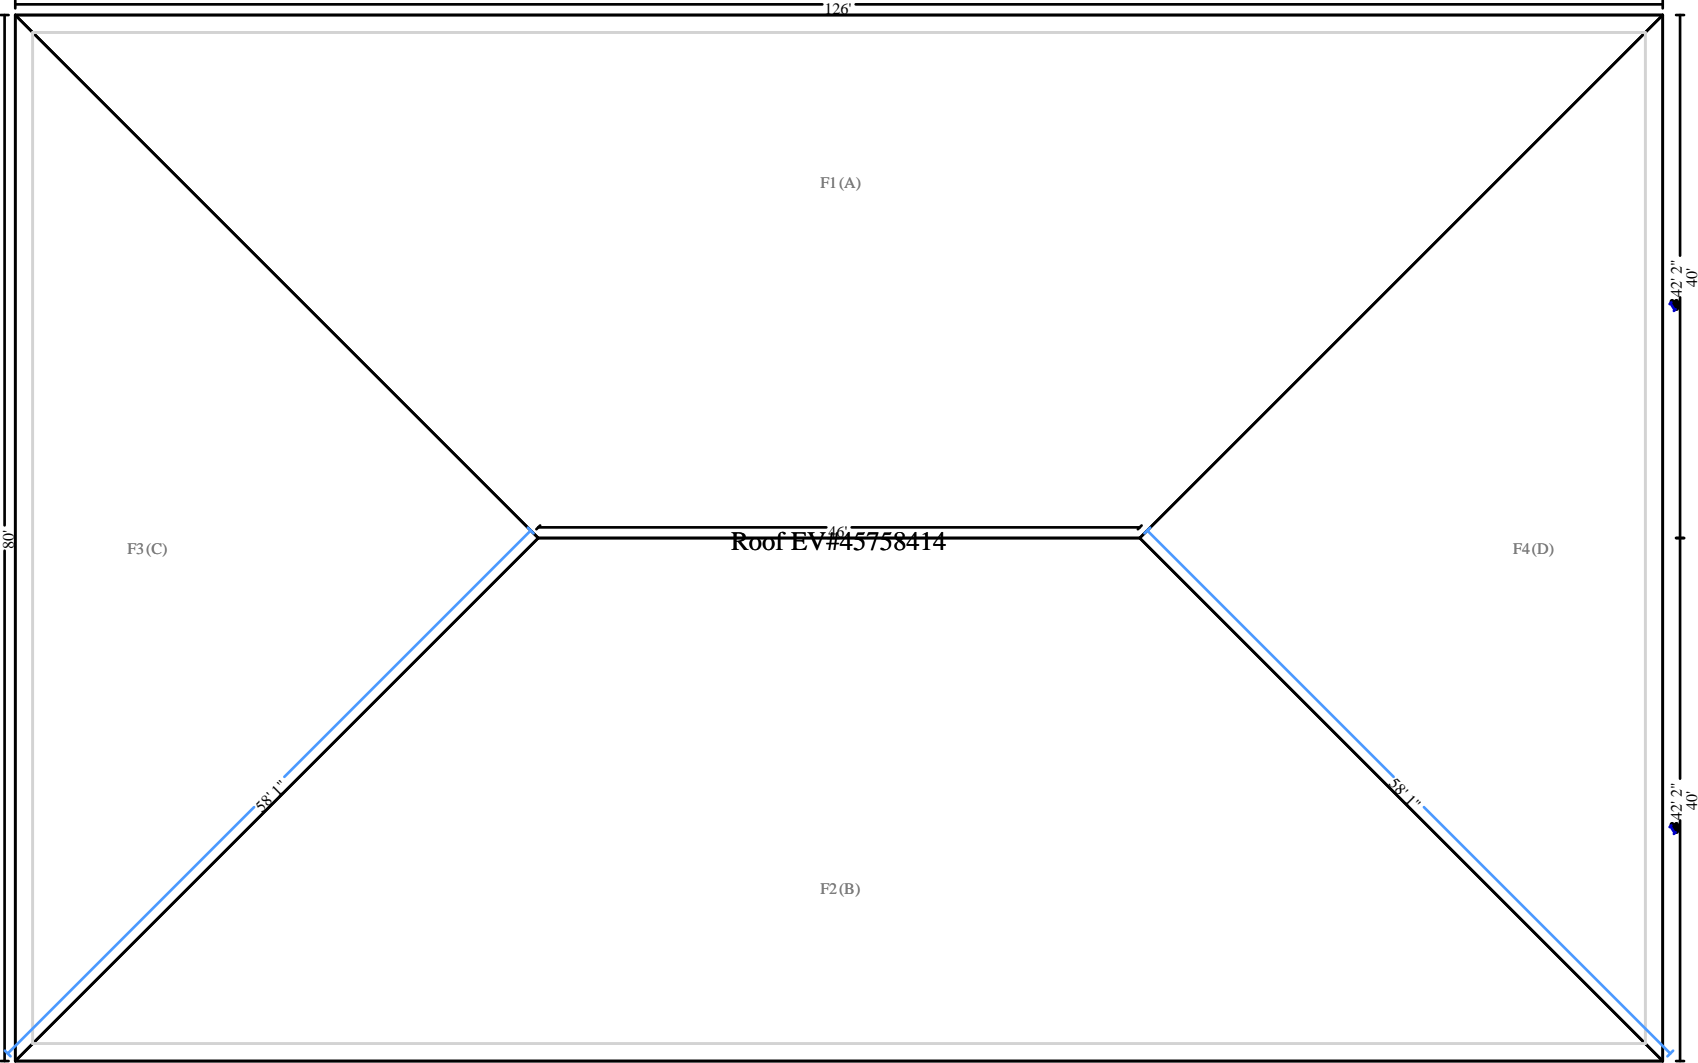 126'
F1(A)
42' 2"
40'
46'
Roof EV#45758414
80'
F3(C)
F4(D)
58' 1"
58' 1"
42' 2"
40'
F2(B)